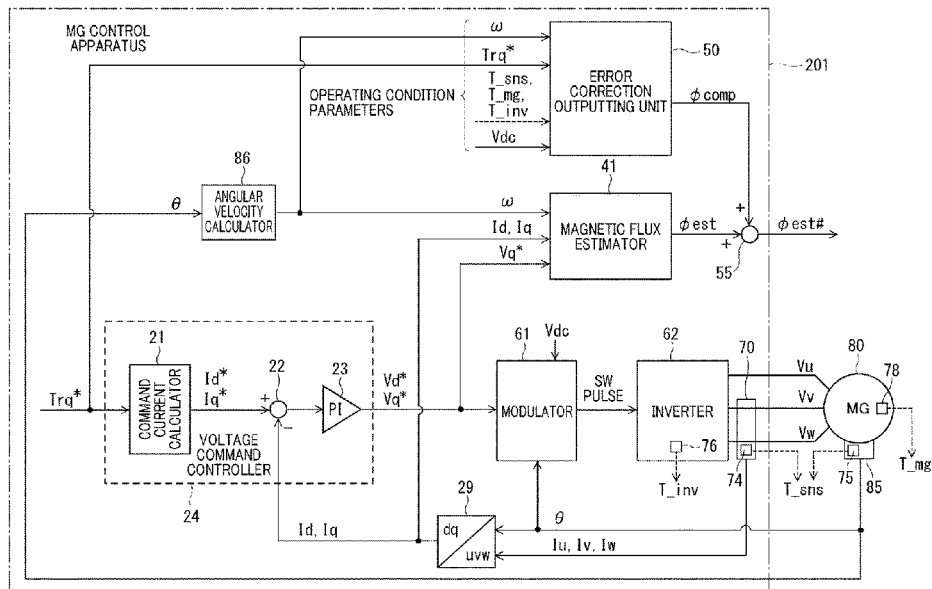 MG CONTROL
APPARATUS
ω
Trq*
T_sns,
T_mg,
T_inv
OPERATING CONDITION
PARAMETERS
Vdc
ERROR
CORRECTION
OUTPUTTING UNIT
50
201
ϕcomp
86
θ
ANGULAR
VELOCITY
CALCULATOR
41
ω
Id, Iq
Vq*
MAGNETIC FLUX
ESTIMATOR
ϕest
+
+
55
ϕest#
21
Trq*
COMMAND
CURRENT
CALCULATOR
Id*
Iq*
22
+
−
23
PI
Vd*
Vq*
VOLTAGE
COMMAND
CONTROLLER
24
61
Vdc
MODULATOR
SW
PULSE
62
INVERTER
76
T_inv
70
74
Vu
Vv
Vw
80
MG
78
75
85
T_sns
T_mg
29
dq
uvw
Id, Iq
θ
Iu, Iv, Iw